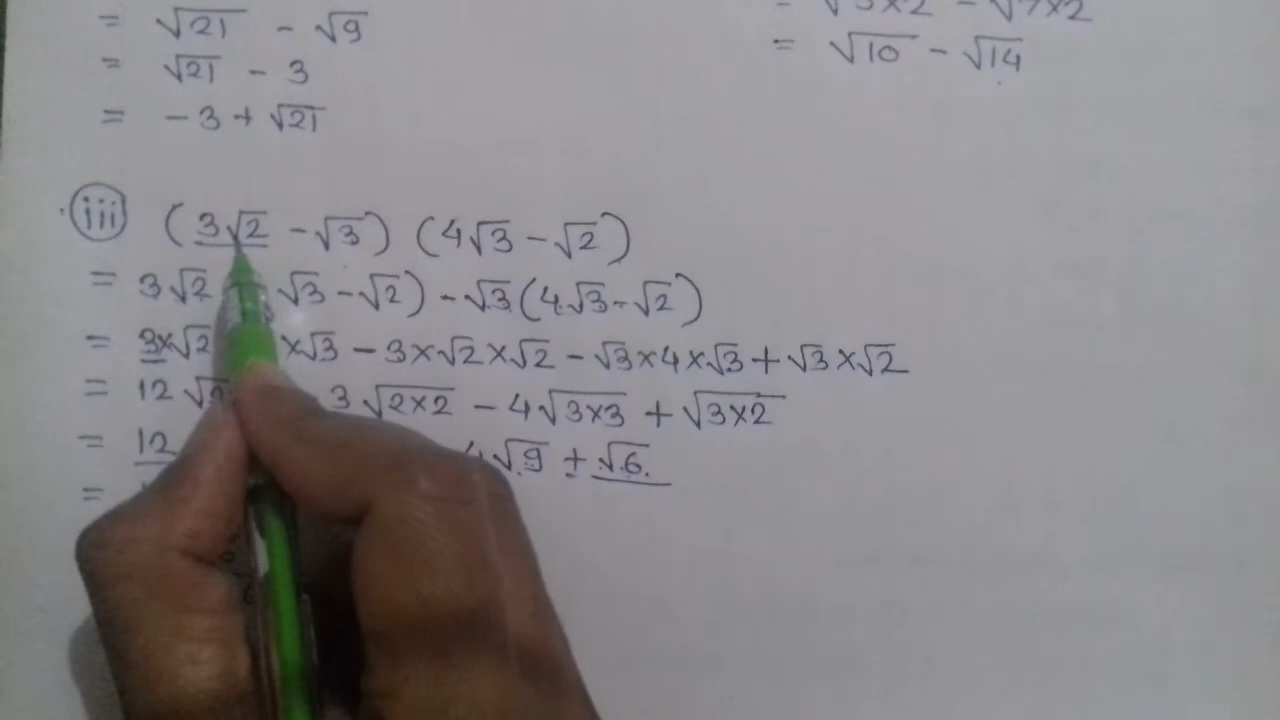 = √21 - √9
= √21 - 3
= -3 + √21
= √10 - √14
iii (3√2 - √3) (4√3 - √2)
= 3√2 √3 - √2) - √3(4√3 - √2)
= 3×√2 ×√3 - 3×√2×√2 - √3×4×√3 + √3×√2
= 12√ 3√2×2 - 4√3×3 + √3×2
= 12 √9 + √6
=